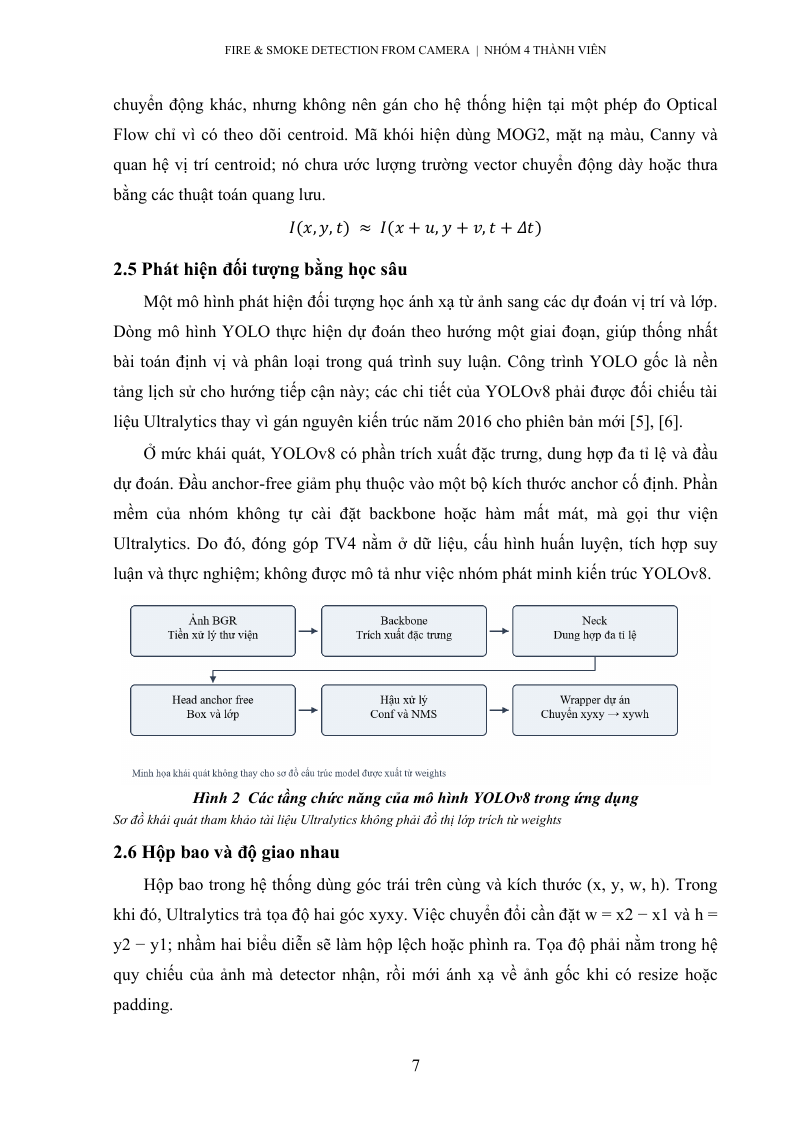 FIRE & SMOKE DETECTION FROM CAMERA | NHÓM 4 THÀNH VIÊN
chuyển động khác, nhưng không nên gán cho hệ thống hiện tại một phép đo Optical
Flow chỉ vì có theo dõi centroid. Mã khói hiện dùng MOG2, mặt nạ màu, Canny và
quan hệ vị trí centroid; nó chưa ước lượng trường vector chuyển động dày hoặc thưa
bằng các thuật toán quang lưu.
I(x, y, t) ≈ I(x + u, y + v, t + Δt)
2.5 Phát hiện đối tượng bằng học sâu
Một mô hình phát hiện đối tượng học ánh xạ từ ảnh sang các dự đoán vị trí và lớp.
Dòng mô hình YOLO thực hiện dự đoán theo hướng một giai đoạn, giúp thống nhất
bài toán định vị và phân loại trong quá trình suy luận. Công trình YOLO gốc là nền
tảng lịch sử cho hướng tiếp cận này; các chi tiết của YOLOv8 phải được đối chiếu tài
liệu Ultralytics thay vì gán nguyên kiến trúc năm 2016 cho phiên bản mới [5], [6].
Ở mức khái quát, YOLOv8 có phần trích xuất đặc trưng, dung hợp đa tỉ lệ và đầu
dự đoán. Đầu anchor-free giảm phụ thuộc vào một bộ kích thước anchor cố định. Phần
mềm của nhóm không tự cài đặt backbone hoặc hàm mất mát, mà gọi thư viện
Ultralytics. Do đó, đóng góp TV4 nằm ở dữ liệu, cấu hình huấn luyện, tích hợp suy
luận và thực nghiệm; không được mô tả như việc nhóm phát minh kiến trúc YOLOv8.
Ảnh BGR
Tiền xử lý thư viện
Backbone
Trích xuất đặc trưng
Neck
Dung hợp đa tỉ lệ
Head anchor free
Box và lớp
Hậu xử lý
Conf và NMS
Wrapper dự án
Chuyển xyxy → xywh
Minh họa khái quát không thay cho sơ đồ cấu trúc model được xuất từ weights
Hình 2 Các tầng chức năng của mô hình YOLOv8 trong ứng dụng
Sơ đồ khái quát tham khảo tài liệu Ultralytics không phải đồ thị lớp trích từ weights
2.6 Hộp bao và độ giao nhau
Hộp bao trong hệ thống dùng góc trái trên cùng và kích thước (x, y, w, h). Trong
khi đó, Ultralytics trả tọa độ hai góc xyxy. Việc chuyển đổi cần đặt w = x2 − x1 và h =
y2 − y1; nhầm hai biểu diễn sẽ làm hộp lệch hoặc phình ra. Tọa độ phải nằm trong hệ
quy chiếu của ảnh mà detector nhận, rồi mới ánh xạ về ảnh gốc khi có resize hoặc
padding.
7